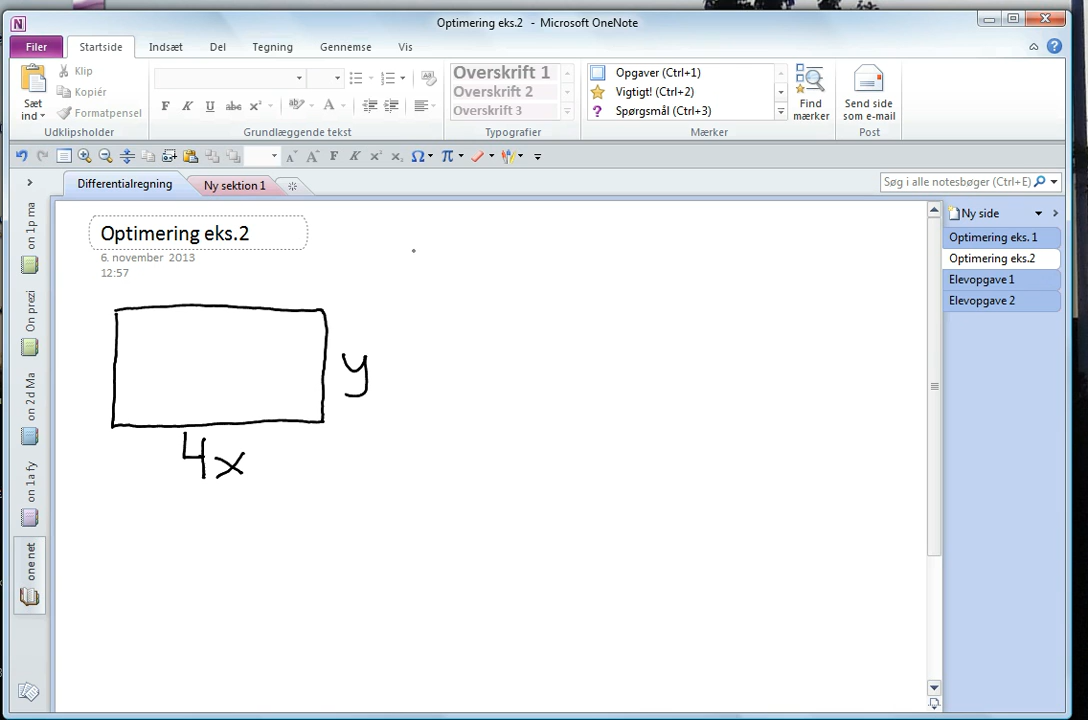 Optimering eks.2 - Microsoft OneNote
Filer Startside Indsæt Del Tegning Gennemse Vis
Sæt ind
Klip
Kopiér
Formatpensel
Udklipsholder
F K U abc x²
Grundlæggende tekst
Overskrift 1
Overskrift 2
Overskrift 3
Typografier
Opgaver (Ctrl+1)
Vigtigt! (Ctrl+2)
? Spørgsmål (Ctrl+3)
Mærker
Find mærker
Send side som e-mail
Post
A A F K x² x₂ Ω π
Differentialregning Ny sektion 1
Søg i alle notesbøger (Ctrl+E)
on 1p ma
On prezi
on 2d Ma
on 1a fy
one net
Optimering eks.2
6. november 2013
12:57
y
4x
Ny side
Optimering eks. 1
Optimering eks.2
Elevopgave 1
Elevopgave 2